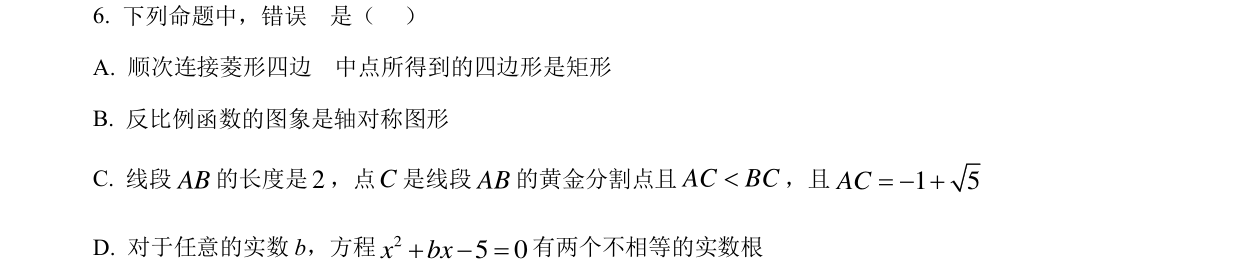 6. 下列命题中，错误 是（ ）
A. 顺次连接菱形四边 中点所得到的四边形是矩形
B. 反比例函数的图象是轴对称图形
C. 线段 AB 的长度是 2，点 C 是线段 AB 的黄金分割点且 AC < BC，且 AC = −1 + √5
D. 对于任意的实数 b，方程 x² + bx − 5 = 0 有两个不相等的实数根